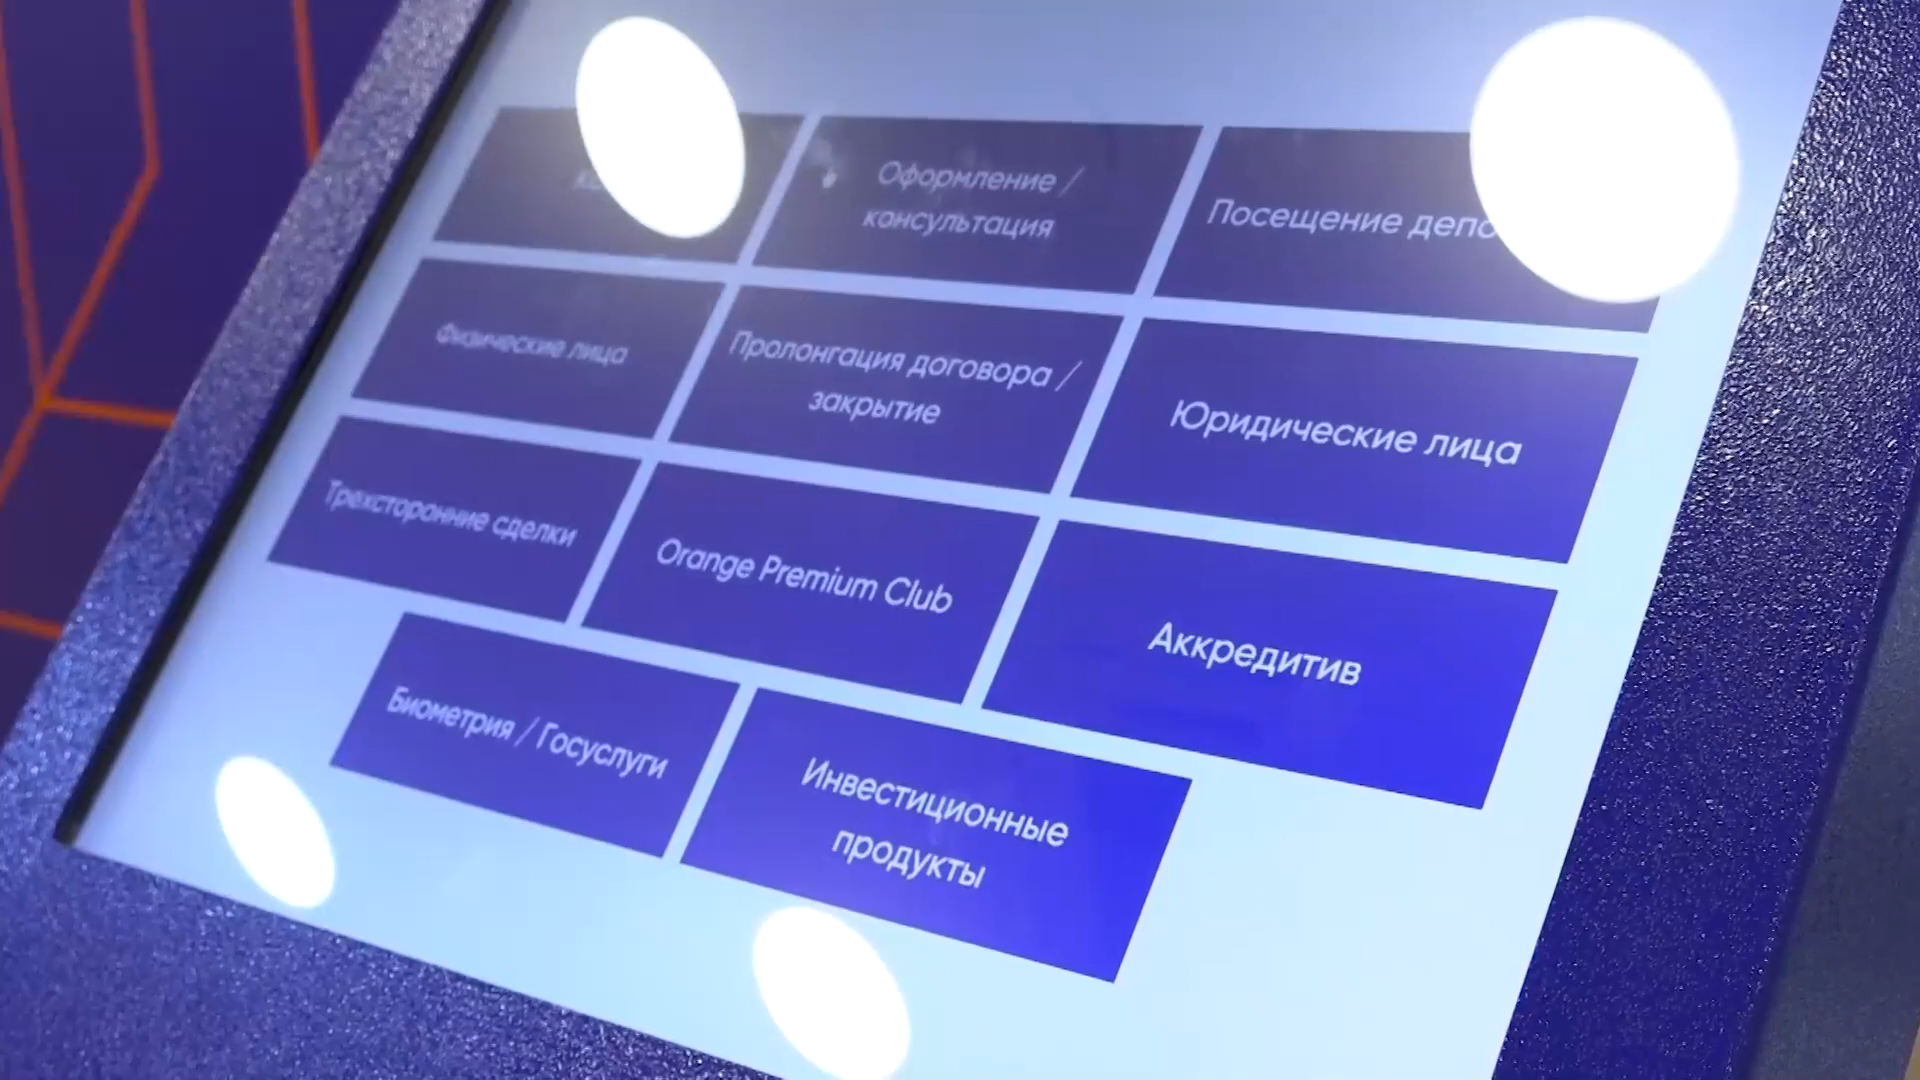 Оформление /
консультация
Посещение
Физические лица
Пролонгация договора /
закрытие
Юридические лица
Трехсторонние сделки
Orange Premium Club
Аккредитив
Биометрия / Госуслуги
Инвестиционные
продукты